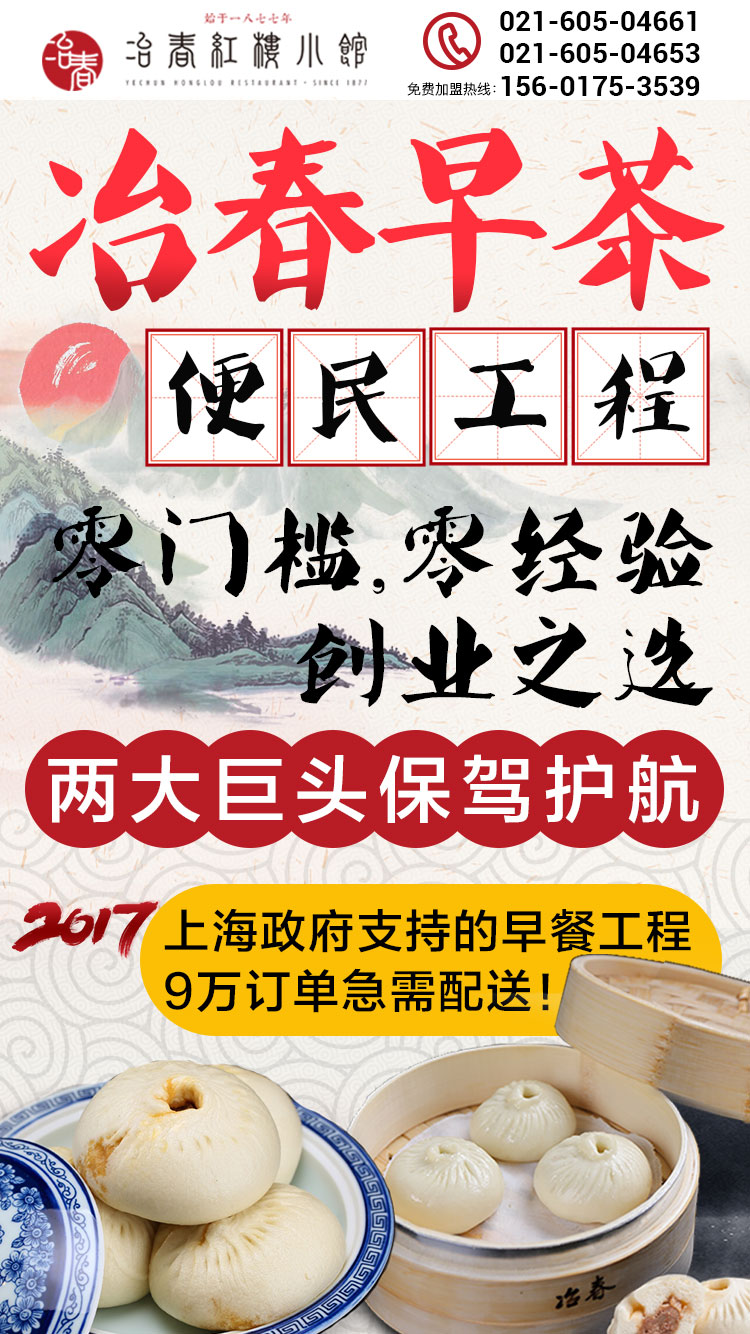 始于一八七七年
冶春
冶春紅樓小館
YECHUN HONGLOU RESTAURANT · SINCE 1877
021-605-04661
021-605-04653
免费加盟热线：156-0175-3539
冶春早茶
便民工程
零门槛，零经验
创业之选
两大巨头保驾护航
2017
上海政府支持的早餐工程
9万订单急需配送！
冶春